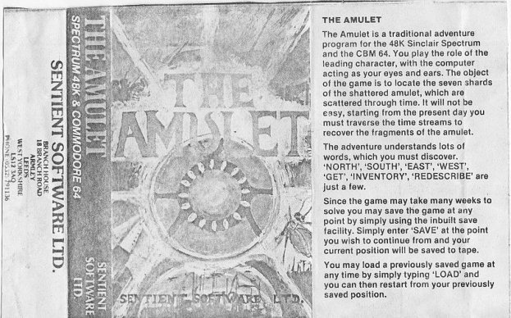 SENTIENT SOFTWARE LTD.
BRANCH HOUSE
18 BRANCH ROAD
ARMLEY
LEEDS
WEST YORKSHIRE
LS12 3AQ
THE AMULET
SPECTRUM 48K & COMMODORE 64
SENTIENT
SOFTWARE
LTD.
THE
AMULET
SENTIENT SOFTWARE LTD.
THE AMULET
The Amulet is a traditional adventure
program for the 48K Sinclair Spectrum
and the CBM 64. You play the role of the
leading character, with the computer
acting as your eyes and ears. The object
of the game is to locate the seven shards
of the shattered amulet, which are
scattered through time. It will not be
easy, starting from the present day you
must traverse the time streams to
recover the fragments of the amulet.
The adventure understands lots of
words, which you must discover.
'NORTH', 'SOUTH', 'EAST', 'WEST',
'GET', 'INVENTORY', 'REDESCRIBE' are
just a few.
Since the game may take many weeks to
solve you may save the game at any
point by simply using the inbuilt save
facility. Simply enter 'SAVE' at the point
you wish to continue from and your
current position will be saved to tape.
You may load a previously saved game at
any time by simply typing 'LOAD' and
you can then restart from your previously
saved position.